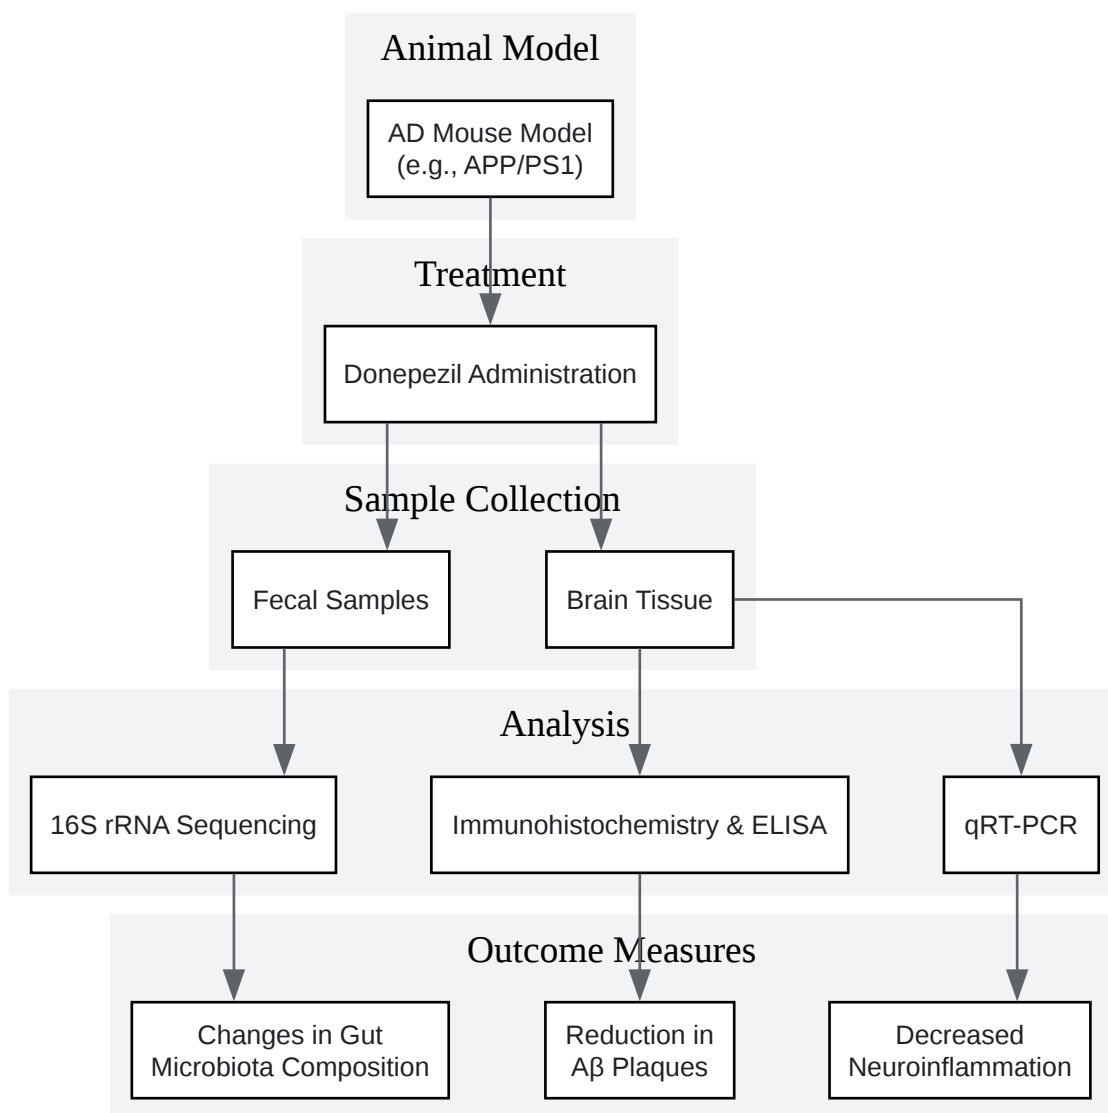 Animal Model
AD Mouse Model
(e.g., APP/PS1)
Treatment
Donepezil Administration
Sample Collection
Fecal Samples
Brain Tissue
Analysis
16S rRNA Sequencing
Immunohistochemistry & ELISA
qRT-PCR
Outcome Measures
Changes in Gut
Microbiota Composition
Reduction in
Aβ Plaques
Decreased
Neuroinflammation